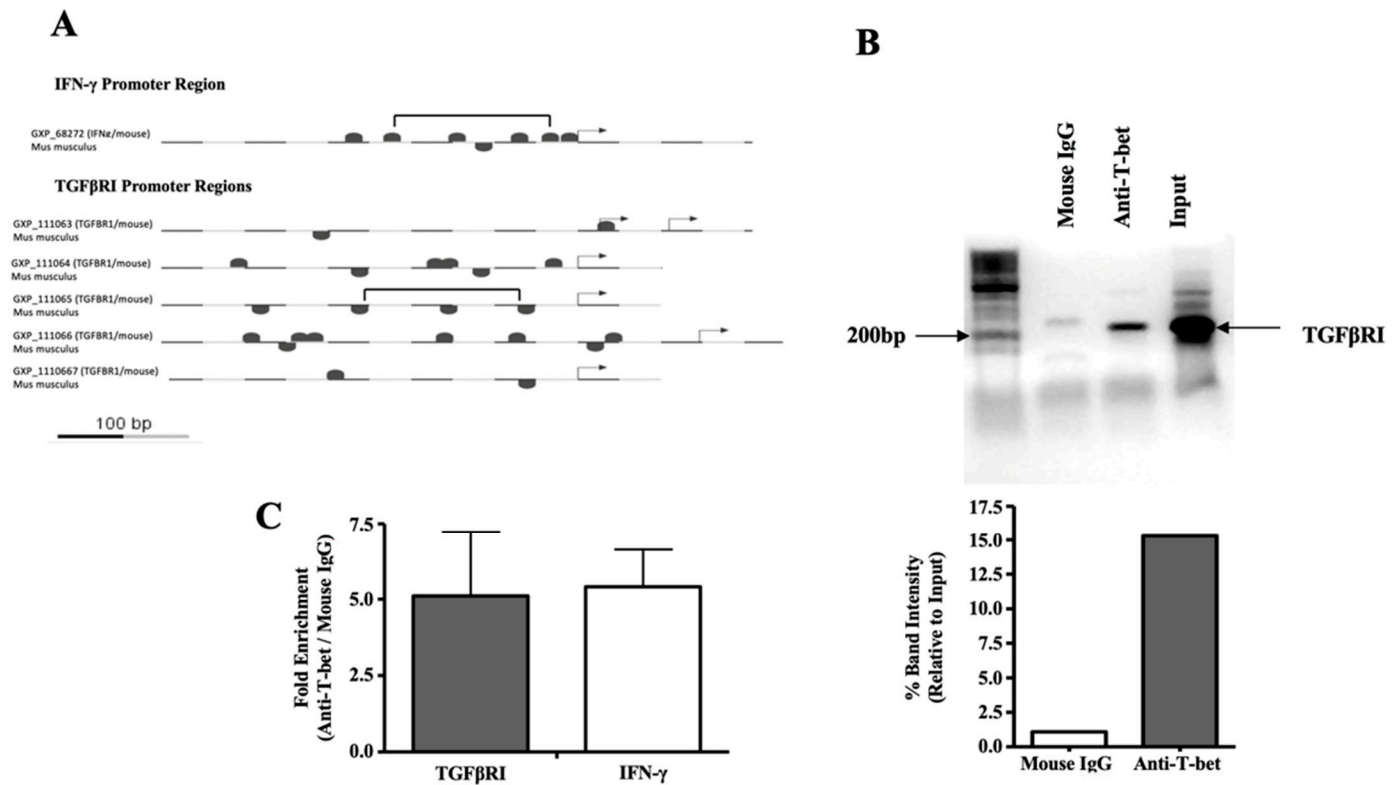 A
IFN-γ Promoter Region
GXP_68272 (IFNg/mouse)
Mus musculus
TGFβRI Promoter Regions
GXP_111063 (TGFBR1/mouse)
Mus musculus
GXP_111064 (TGFBR1/mouse)
Mus musculus
GXP_111065 (TGFBR1/mouse)
Mus musculus
GXP_111066 (TGFBR1/mouse)
Mus musculus
GXP_1110667 (TGFBR1/mouse)
Mus musculus
100 bp
B
Mouse IgG
Anti-T-bet
Input
200bp
TGFβRI
% Band Intensity
(Relative to Input)
17.5
15.0
12.5
10.0
7.5
5.0
2.5
0.0
Mouse IgG
Anti-T-bet
C
Fold Enrichment
(Anti-T-bet / Mouse IgG)
7.5
5.0
2.5
0.0
TGFβRI
IFN-γ